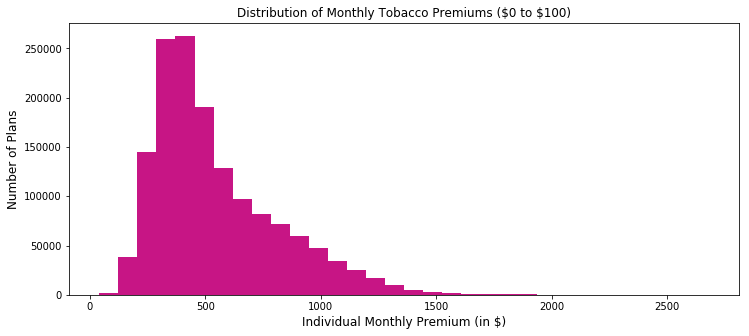 Distribution of Monthly Tobacco Premiums ($0 to $100)
Number of Plans
250000
200000
150000
100000
50000
0
0 500 1000 1500 2000 2500
Individual Monthly Premium (in $)